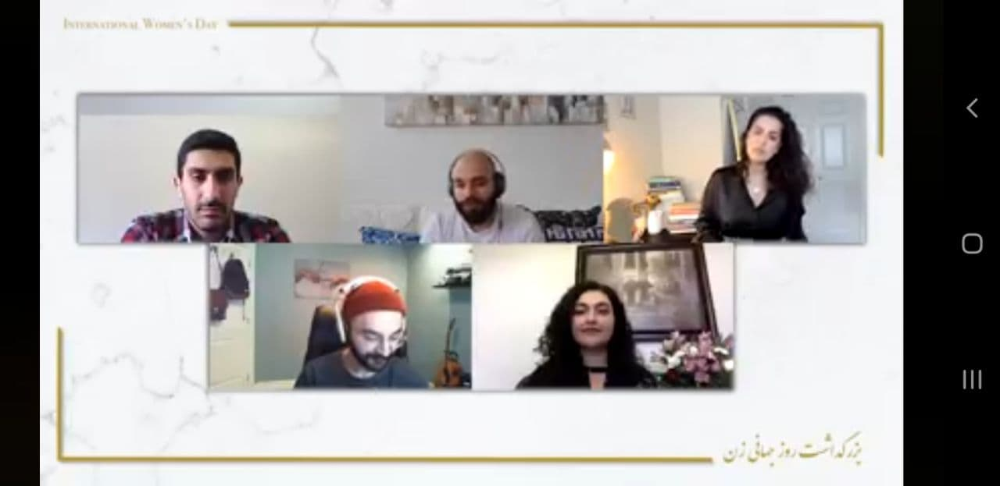 International Women's Day
بزرگداشت روز جهانی زن